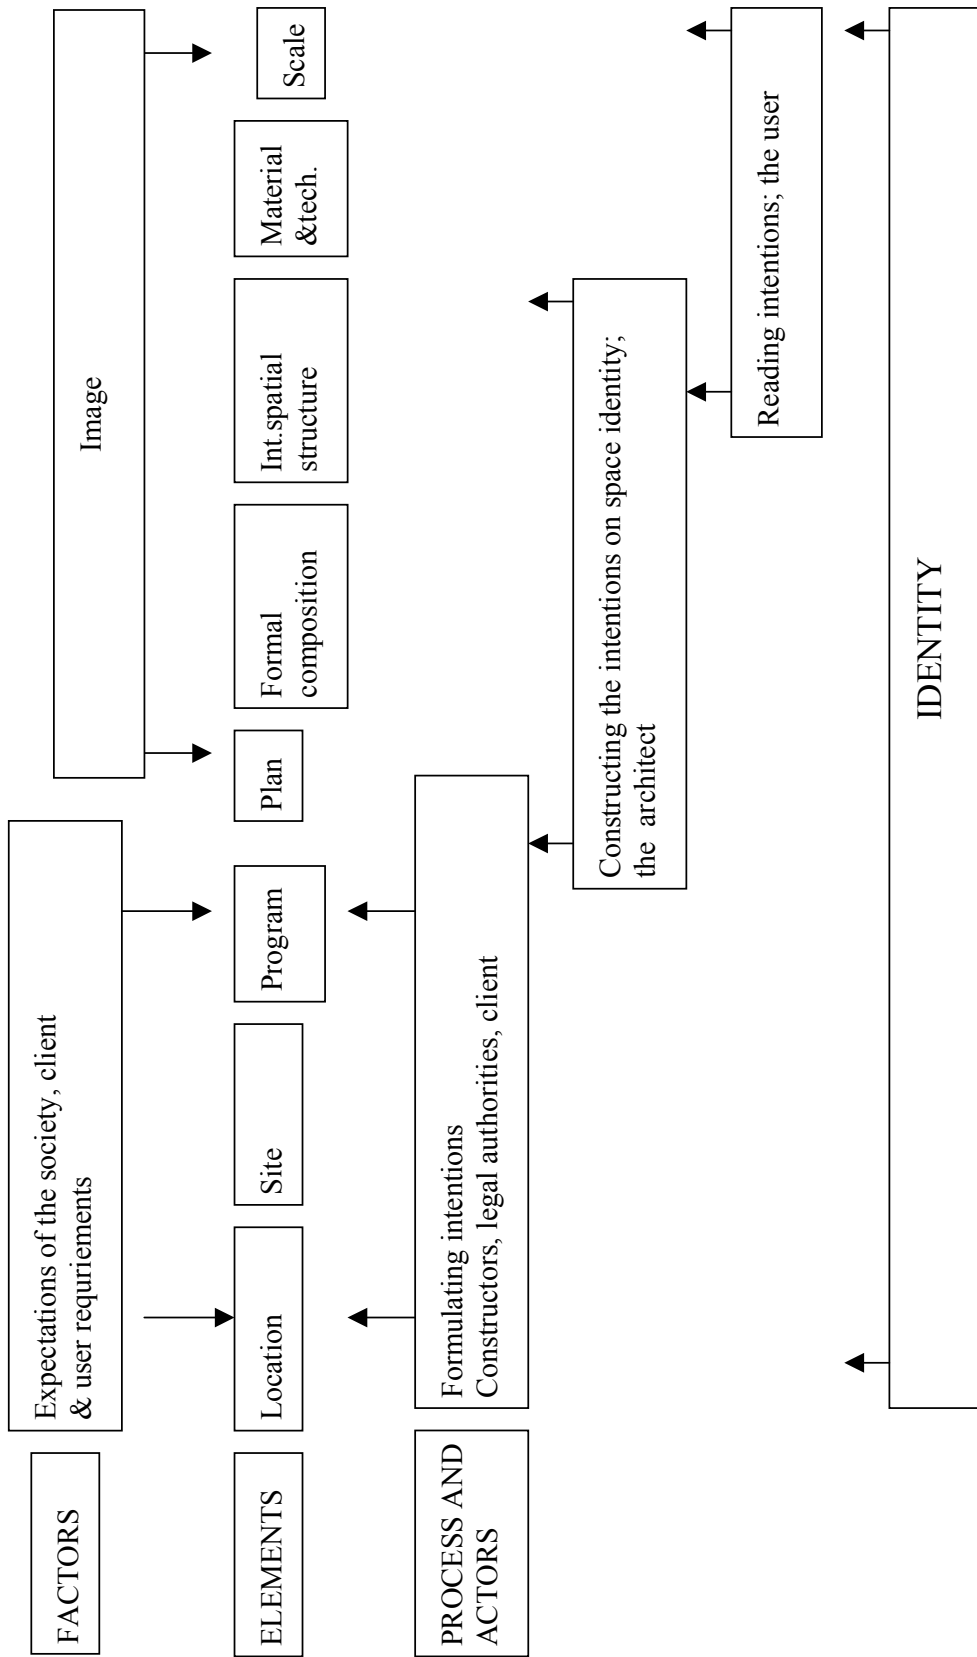 FACTORS
Expectations of the society, client
& user requriements
Image
ELEMENTS
Location
Site
Program
Plan
Formal
composition
Int.spatial
structure
Material
&tech.
Scale
PROCESS AND
ACTORS
Formulating intentions
Constructors, legal authorities, client
Constructing the intentions on space identity;
the architect
Reading intentions; the user
IDENTITY